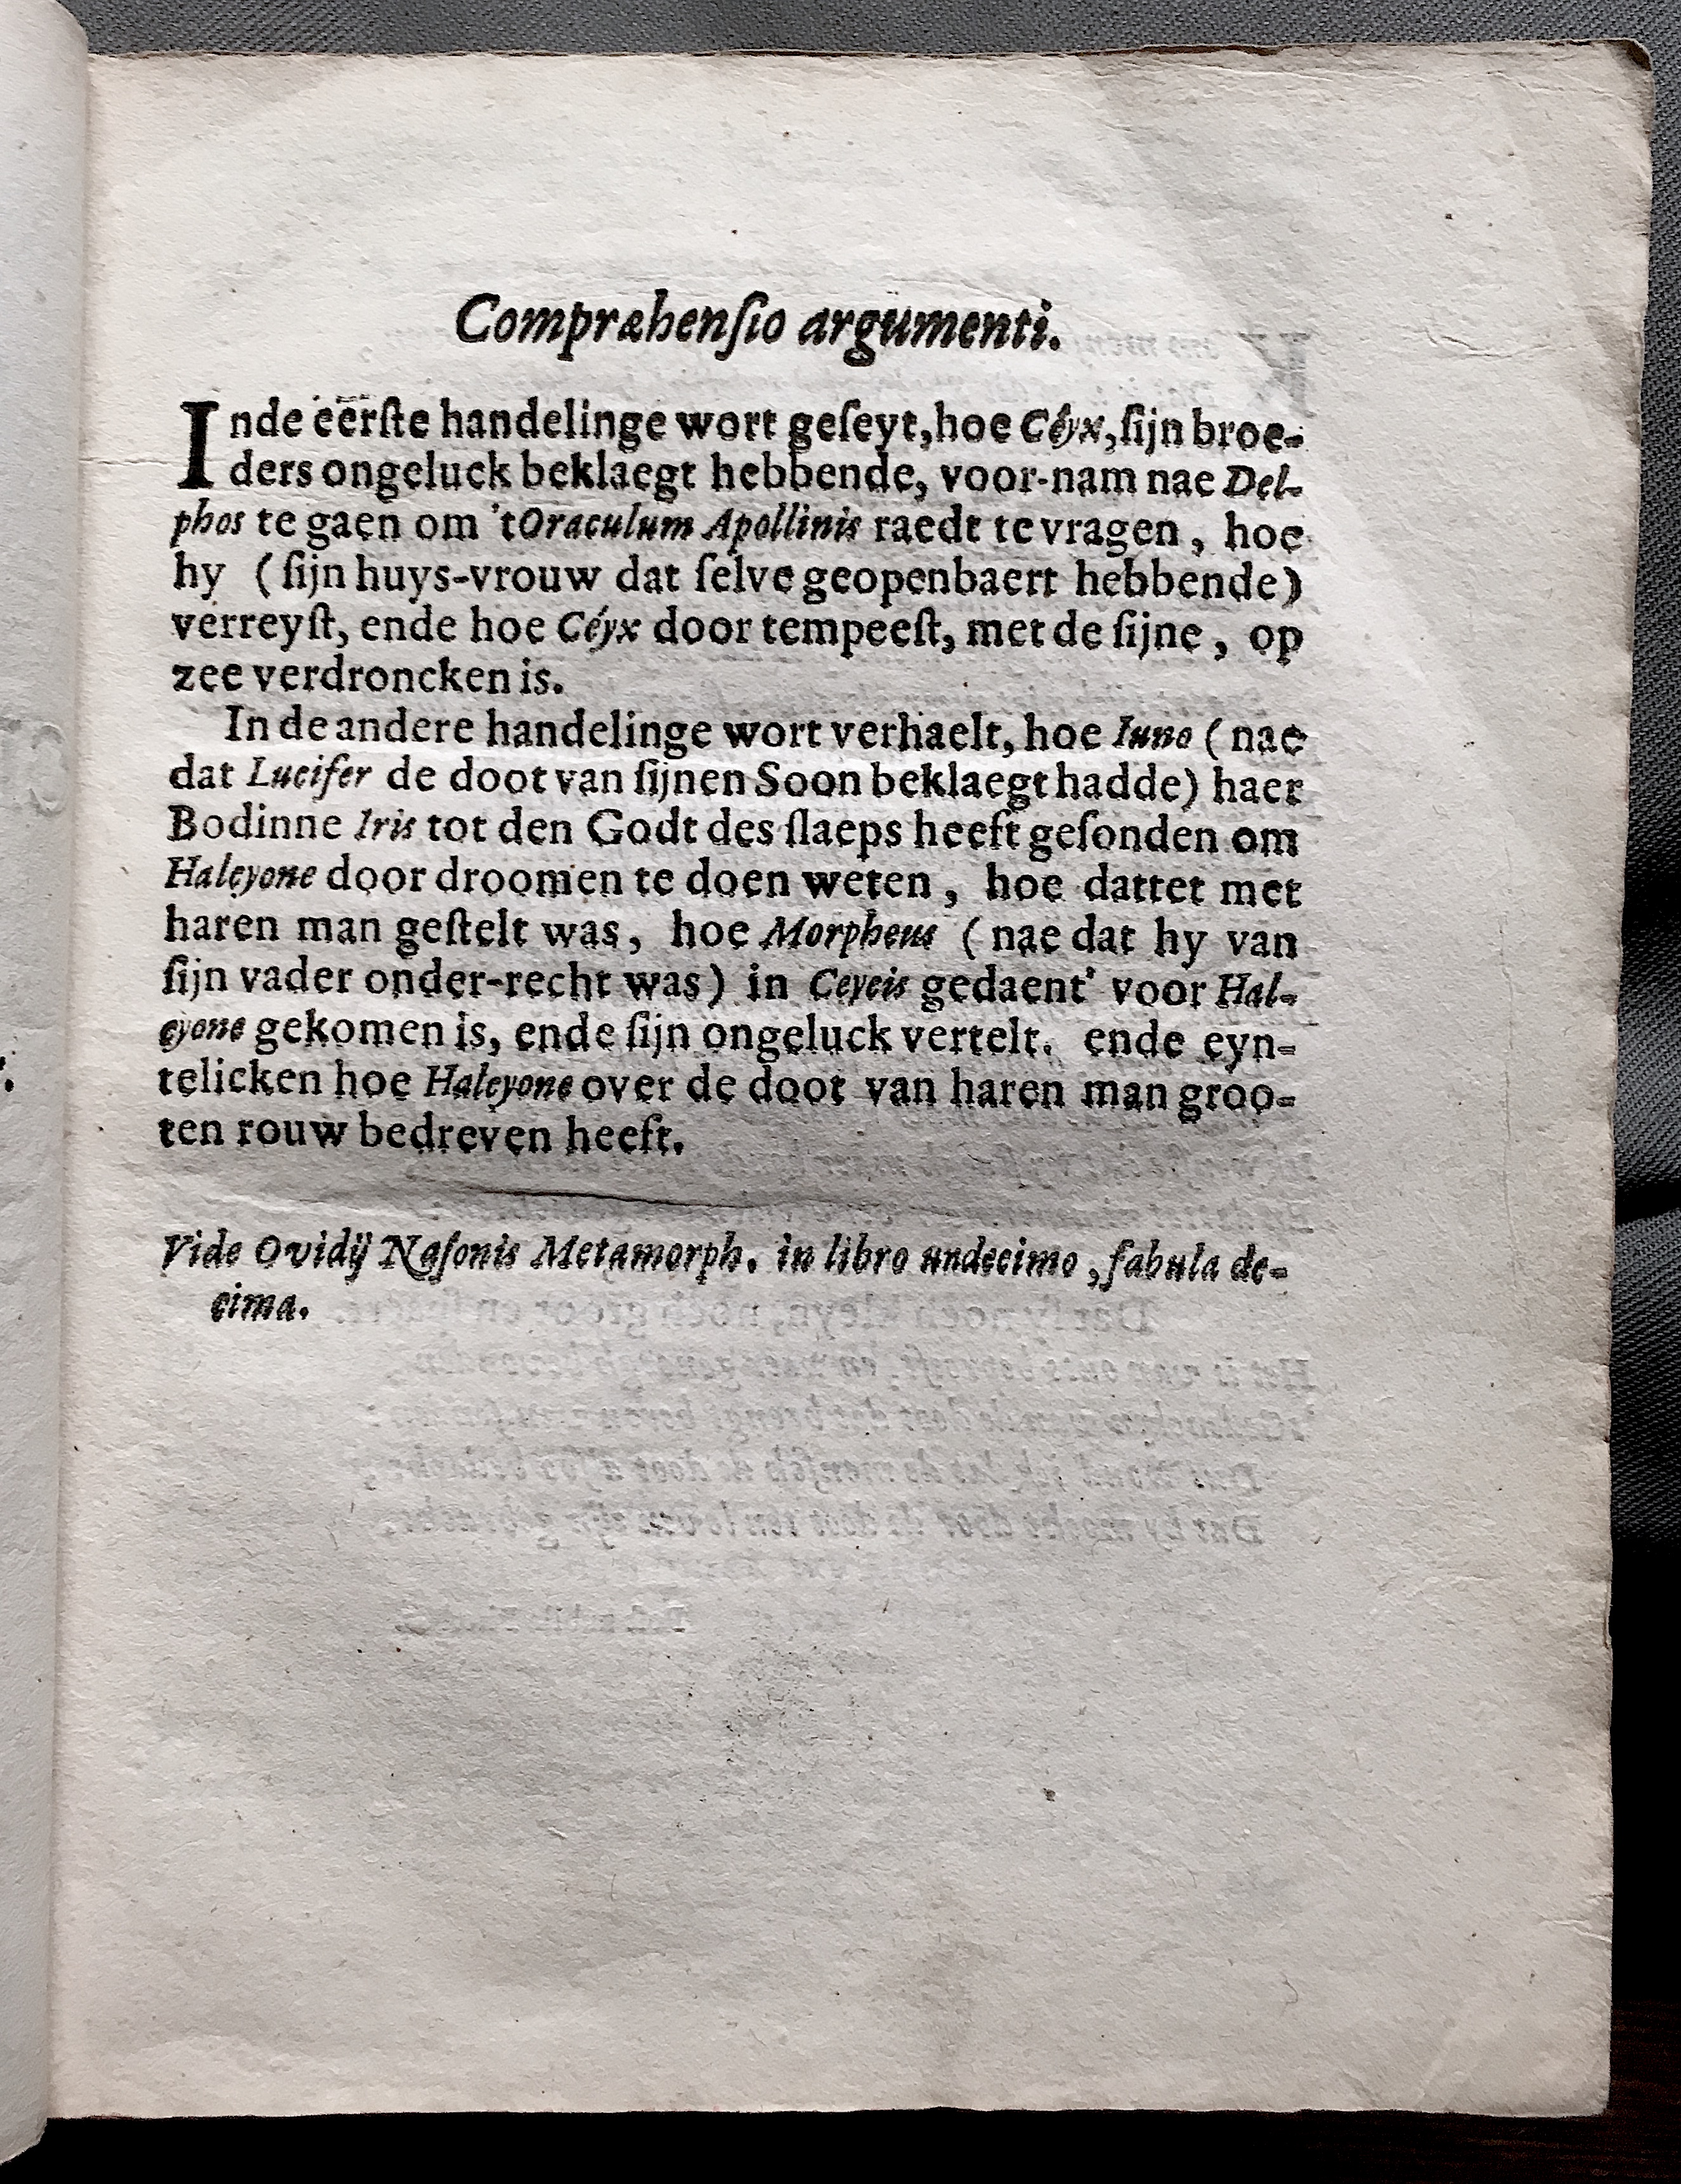 Compræhenſio argumenti.
Inde eerſte handelinge wort geſeyt, hoe Céyx, ſijn broe-
ders ongeluck beklaegt hebbende, voor-nam nae Del-
phos te gaen om 't Oraculum Apollinis raedt te vragen, hoe
hy (ſijn huys-vrouw dat ſelve geopenbaert hebbende)
verreyſt, ende hoe Céyx door tempeeſt, met de ſijne, op
zee verdroncken is.
In de andere handelinge wort verhaelt, hoe Iuno (nae
dat Lucifer de doot van ſijnen Soon beklaegt hadde) haer
Bodinne Iris tot den Godt des ſlaeps heeft geſonden om
Halcyone door droomen te doen weten, hoe dattet met
haren man geſtelt was, hoe Morpheus (nae dat hy van
ſijn vader onder-recht was) in Ceycis gedaent' voor Hal-
cyone gekomen is, ende ſijn ongeluck vertelt. ende eyn-
telicken hoe Halcyone over de doot van haren man groo-
ten rouw bedreven heeft.
Vide Ovidij Naſonis Metamorph. in libro undecimo, fabula de-
cima.